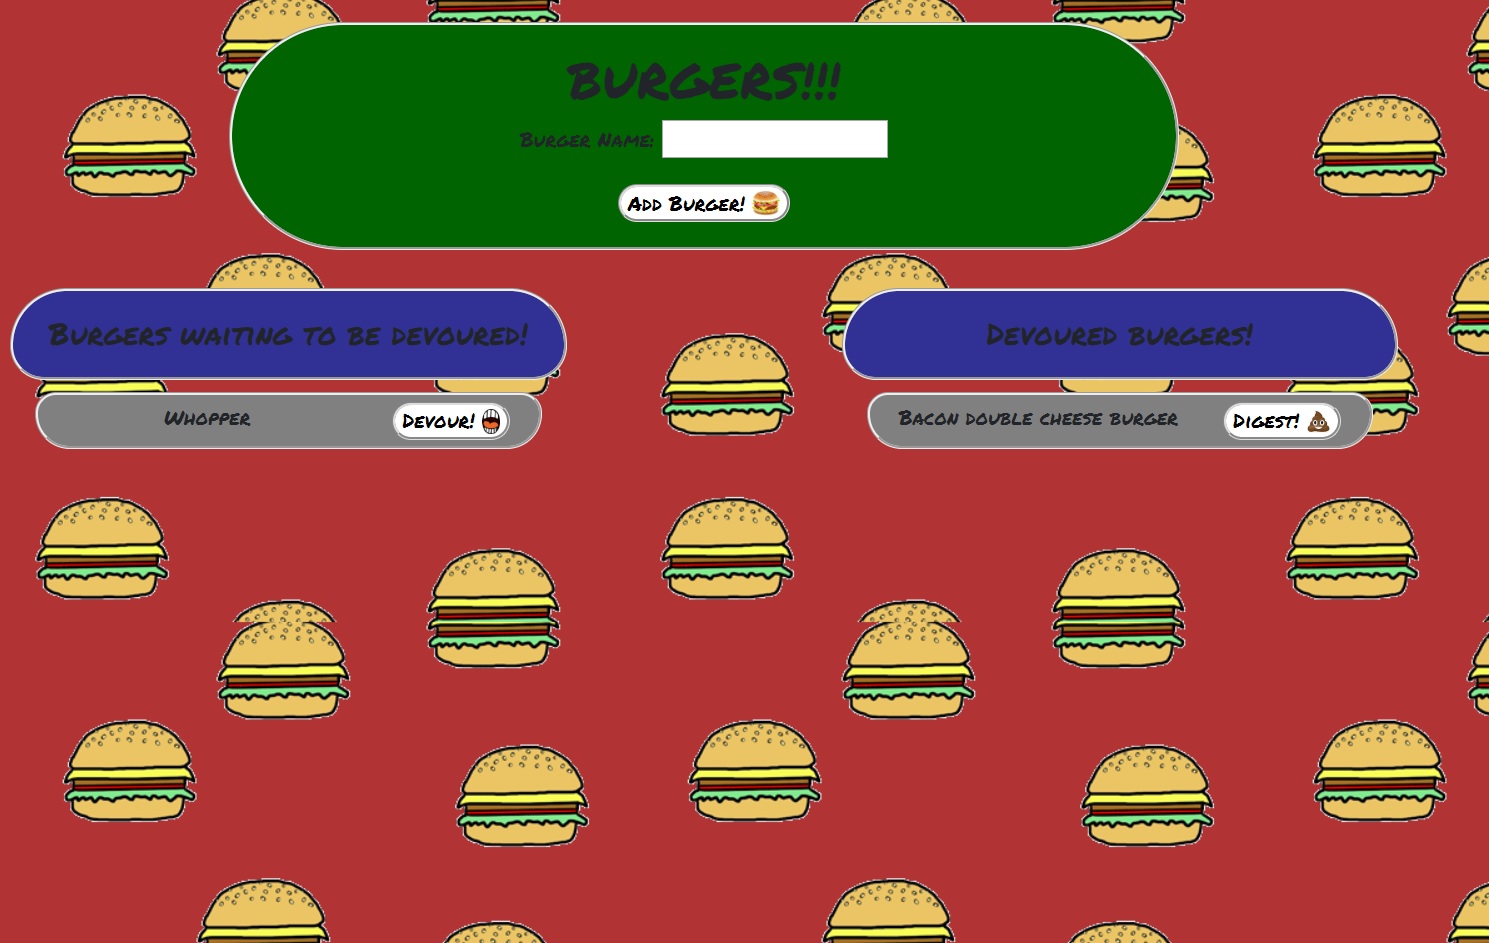 BURGERS!!!
Burger Name:
Add Burger! 🍔
Burgers waiting to be devoured!
Devoured burgers!
Whopper
Devour!
Bacon double cheese burger
Digest! 💩